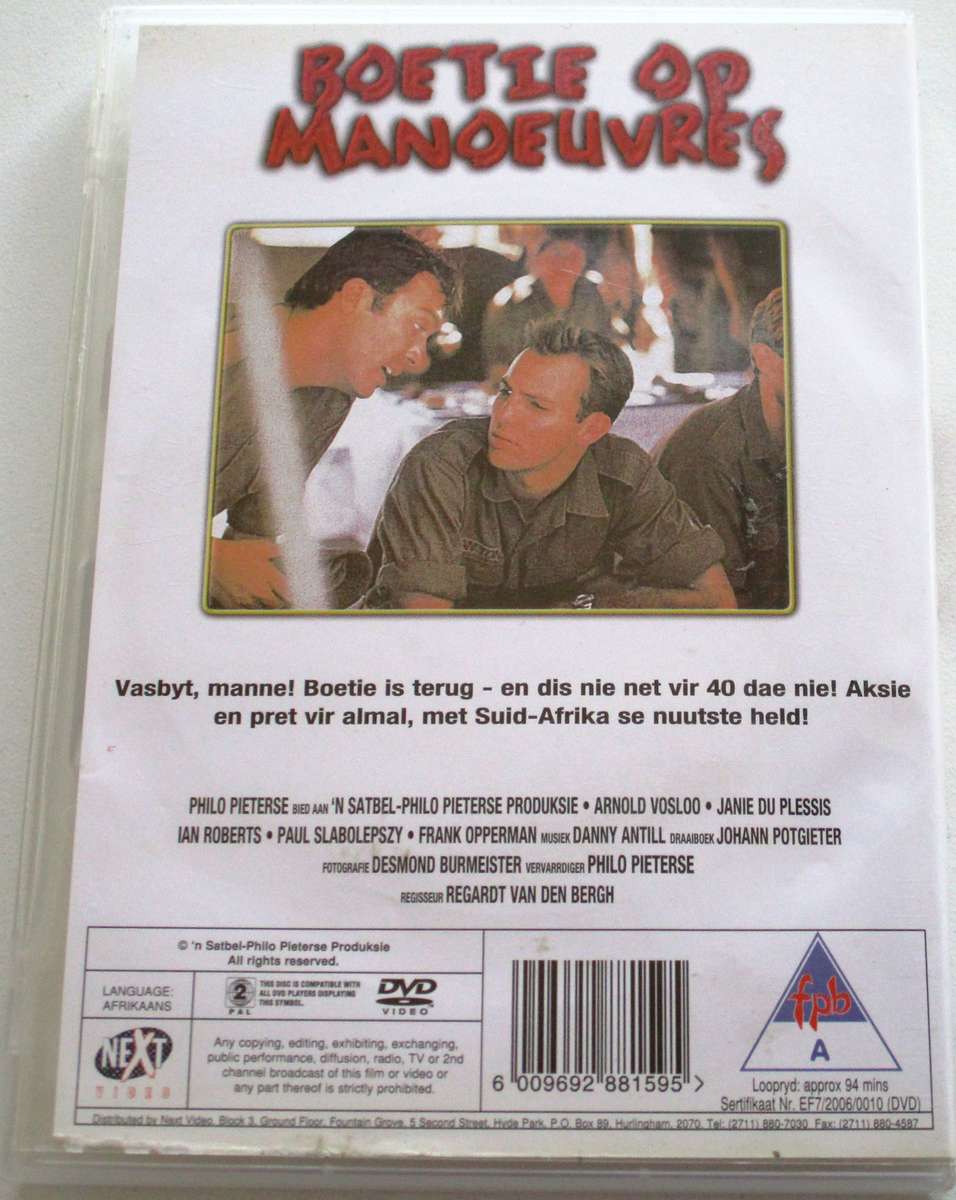 BOETIE OP
MANOEUVRES
Vasbyt, manne! Boetie is terug - en dis nie net vir 40 dae nie! Aksie
en pret vir almal, met Suid-Afrika se nuutste held!
PHILO PIETERSE BIED AAN 'N SATBEL-PHILO PIETERSE PRODUKSIE • ARNOLD VOSLOO • JANIE DU PLESSIS
IAN ROBERTS • PAUL SLABOLEPSZY • FRANK OPPERMAN MUSIEK DANNY ANTILL DRAAIBOEK JOHANN POTGIETER
FOTOGRAFIE DESMOND BURMEISTER VERVARRDIGER PHILO PIETERSE
REGISSEUR REGARDT VAN DEN BERGH
© 'n Satbel-Philo Pieterse Produksie
All rights reserved.
LANGUAGE:
AFRIKAANS
2
PAL
THIS DISC IS COMPATIBLE WITH
ALL DVD PLAYERS DISPLAYING
THIS SYMBOL.
DVD
VIDEO
NEXT
VIDEO
Any copying, editing, exhibiting, exchanging,
public performance, diffusion, radio, TV or 2nd
channel broadcast of this film or video or
any part thereof is strictly prohibited.
6 009692 881595 >
fpb
A
Loopryd: approx 94 mins
Sertifikaat Nr. EF7/2006/0010 (DVD)
Distributed by Next Video, Block 3, Ground Floor, Fountain Grove, 5 Second Street, Hyde Park, P.O. Box 89, Hurlingham, 2070, Tel: (2711) 880-7030 Fax: (2711) 880-4587